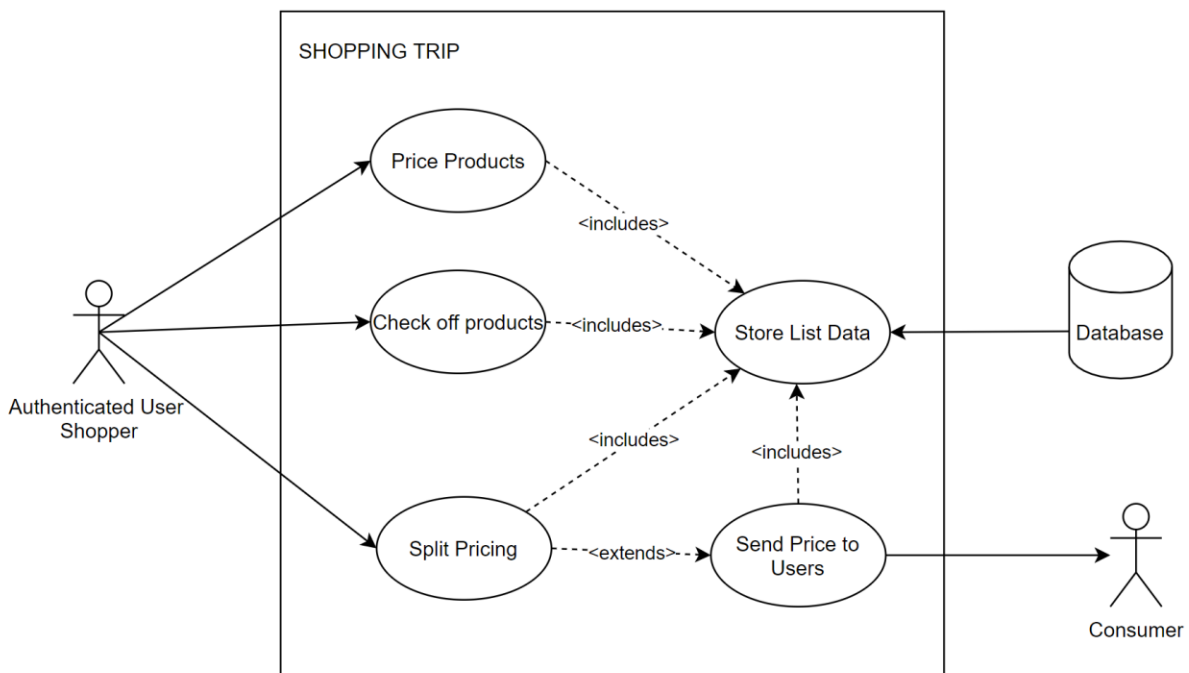 SHOPPING TRIP
Price Products
<includes>
Check off products
<includes>
Store List Data
Database
Authenticated User
Shopper
<includes>
<includes>
Split Pricing
<extends>
Send Price to
Users
Consumer